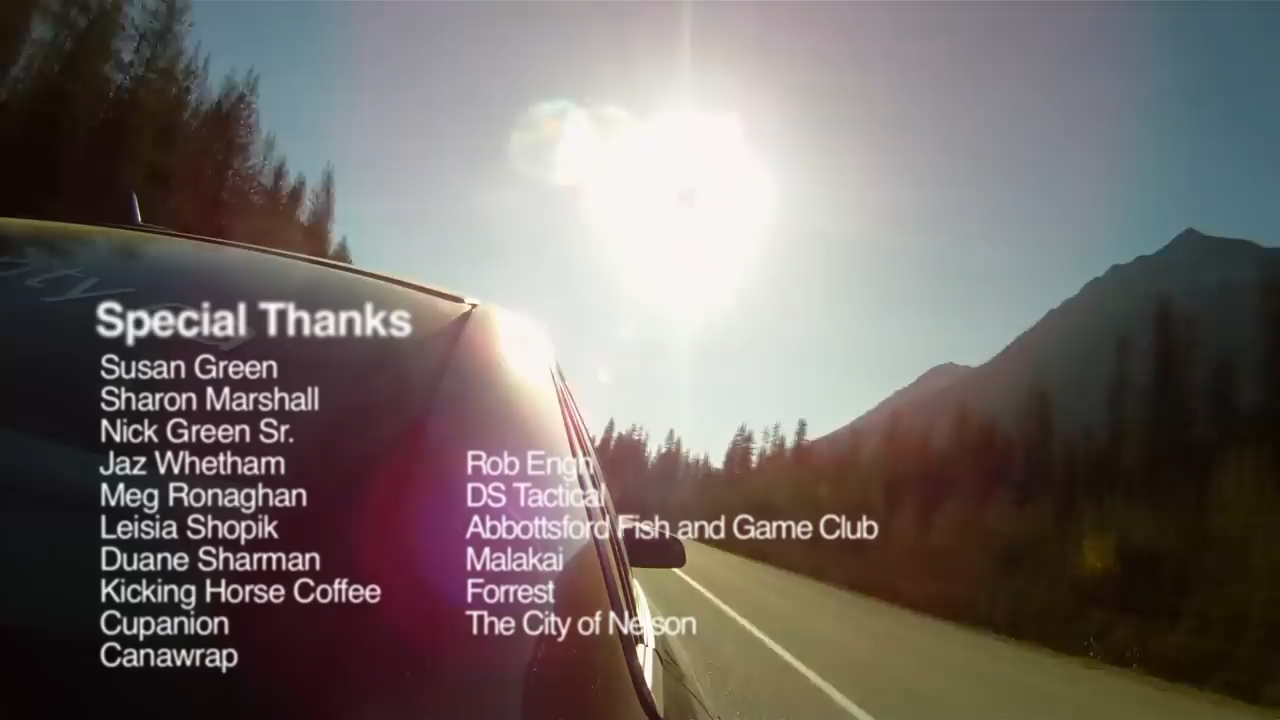 Special Thanks
Susan Green
Sharon Marshall
Nick Green Sr.
Jaz Whetham
Meg Ronaghan
Leisia Shopik
Duane Sharman
Kicking Horse Coffee
Cupanion
Canawrap
Rob Engh
DS Tactical
Abbottsford Fish and Game Club
Malakai
Forrest
The City of Nelson